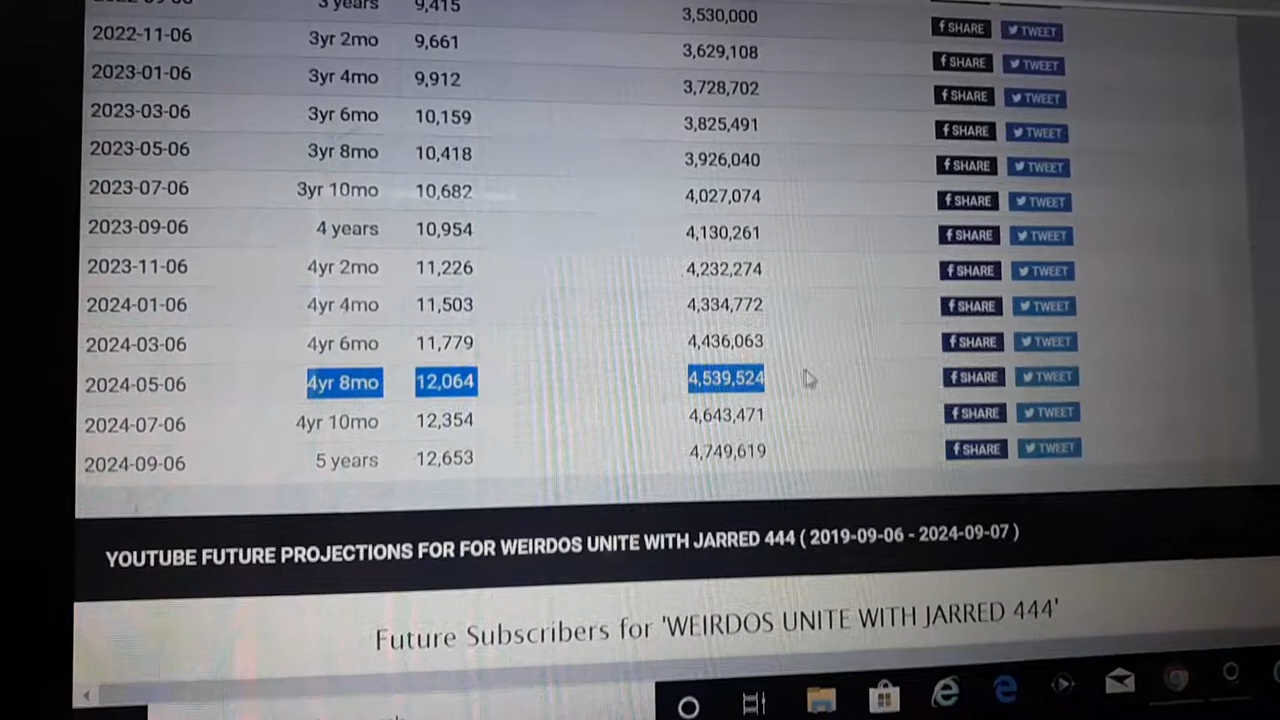 3 years 9,415 3,530,000 SHARE TWEET
2022-11-06 3yr 2mo 9,661 3,629,108 SHARE TWEET
2023-01-06 3yr 4mo 9,912 3,728,702 SHARE TWEET
2023-03-06 3yr 6mo 10,159 3,825,491 SHARE TWEET
2023-05-06 3yr 8mo 10,418 3,926,040 SHARE TWEET
2023-07-06 3yr 10mo 10,682 4,027,074 SHARE TWEET
2023-09-06 4 years 10,954 4,130,261 SHARE TWEET
2023-11-06 4yr 2mo 11,226 4,232,274 SHARE TWEET
2024-01-06 4yr 4mo 11,503 4,334,772 SHARE TWEET
2024-03-06 4yr 6mo 11,779 4,436,063 SHARE TWEET
2024-05-06 4yr 8mo 12,064 4,539,524 SHARE TWEET
2024-07-06 4yr 10mo 12,354 4,643,471 SHARE TWEET
2024-09-06 5 years 12,653 4,749,619 SHARE TWEET
YOUTUBE FUTURE PROJECTIONS FOR FOR WEIRDOS UNITE WITH JARRED 444 ( 2019-09-06 - 2024-09-07 )
Future Subscribers for 'WEIRDOS UNITE WITH JARRED 444'